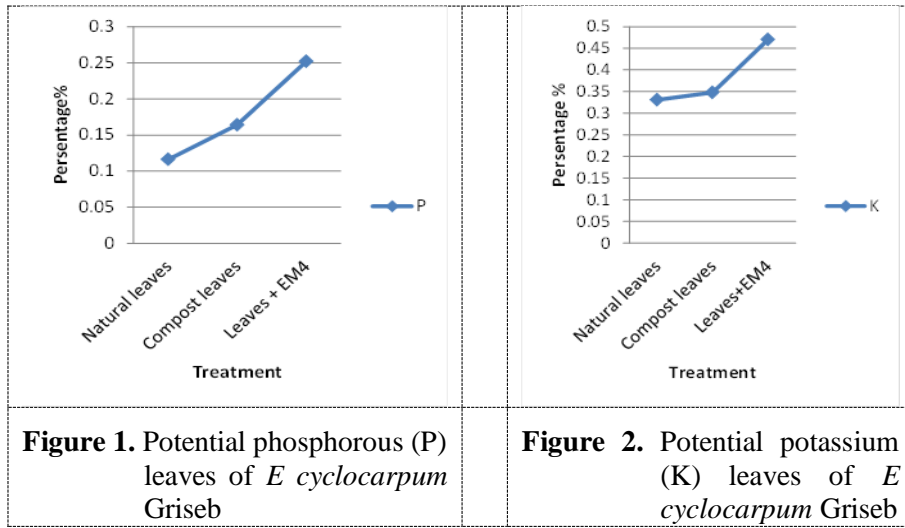 0.3
0.25
0.2
0.15
0.1
0.05
0
Persentage%
Natural leaves
Compost leaves
Leaves + EM4
Treatment
P
Figure 1. Potential phosphorous (P)
leaves of E cyclocarpum
Griseb
0.5
0.45
0.4
0.35
0.3
0.25
0.2
0.15
0.1
0.05
0
Persentage %
Natural leaves
Compost leaves
Leaves+EM4
Treatment
K
Figure 2. Potential potassium
(K) leaves of E
cyclocarpum Griseb